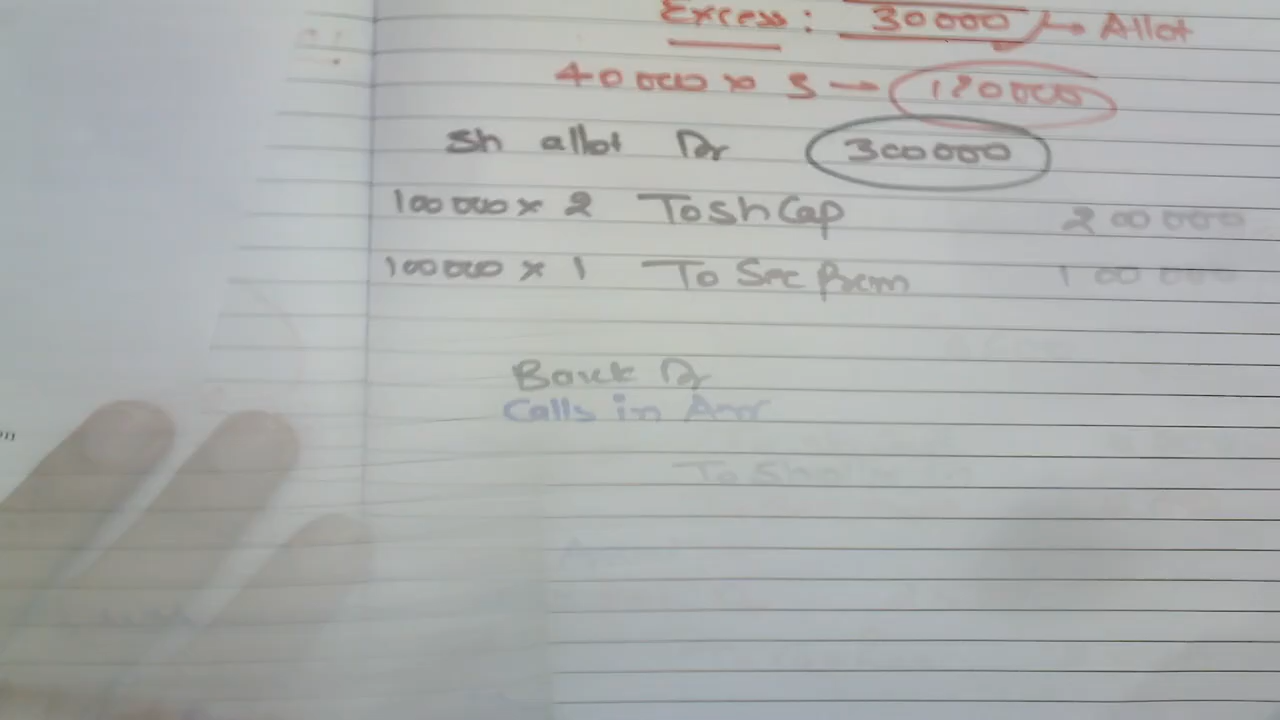 Excess : 30000 → Allot
40000 x 3 → 120000
Sh allot Dr 300000
100000 x 2 To Sh Cap 200000
100000 x 1 To Sec Prem 100000
Bank Dr
Calls in Arr